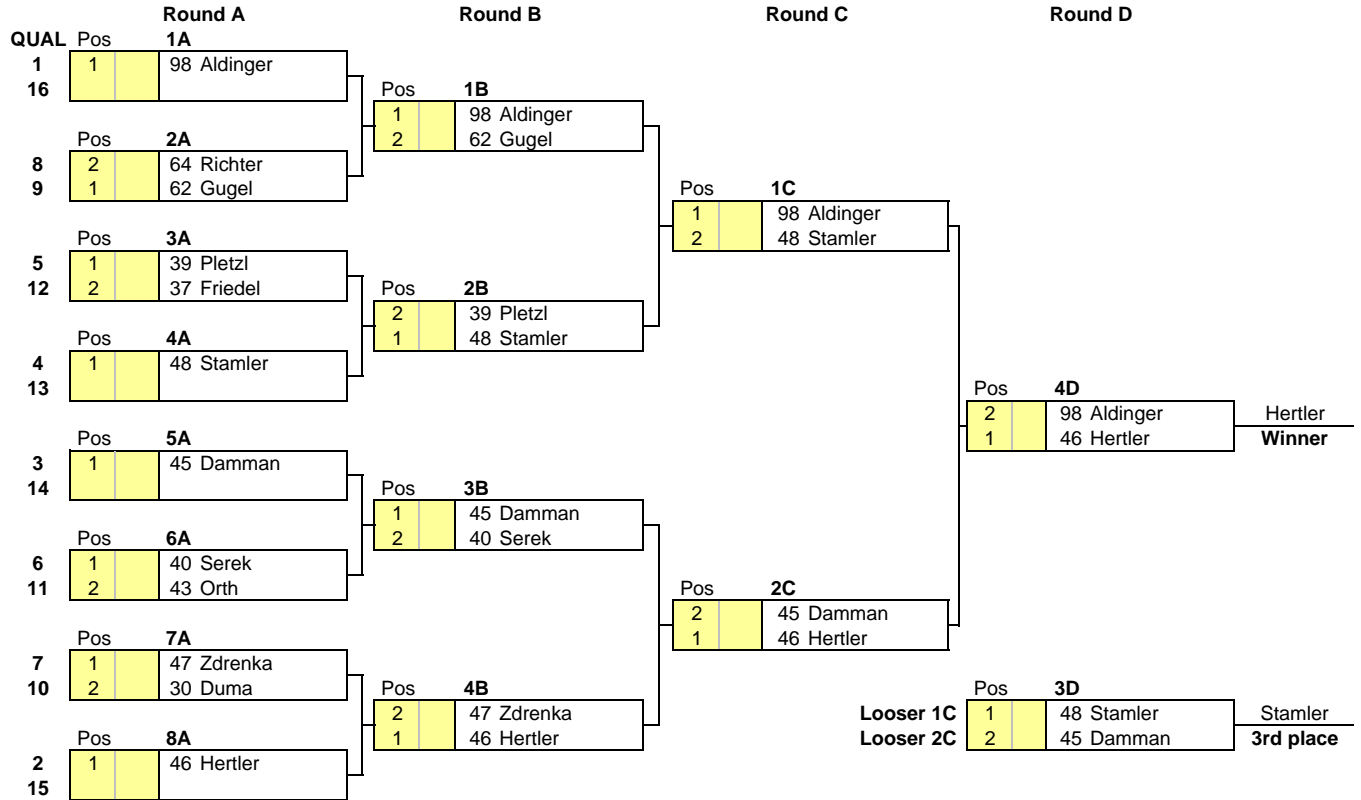 Round A Round B Round C Round D
QUAL Pos 1A
1 1 98 Aldinger
16
Pos 1B
1 98 Aldinger
2 62 Gugel
Pos 2A
8 2 64 Richter
9 1 62 Gugel
Pos 1C
1 98 Aldinger
2 48 Stamler
Pos 3A
5 1 39 Pletzl
12 2 37 Friedel
Pos 2B
2 39 Pletzl
1 48 Stamler
Pos 4A
4 1 48 Stamler
13
Pos 4D
2 98 Aldinger Hertler
1 46 Hertler Winner
Pos 5A
3 1 45 Damman
14
Pos 3B
1 45 Damman
2 40 Serek
Pos 6A
6 1 40 Serek
11 2 43 Orth
Pos 2C
2 45 Damman
1 46 Hertler
Pos 7A
7 1 47 Zdrenka
10 2 30 Duma
Pos 4B
2 47 Zdrenka
1 46 Hertler
Pos 3D
Looser 1C 1 48 Stamler Stamler
Looser 2C 2 45 Damman 3rd place
Pos 8A
2 1 46 Hertler
15